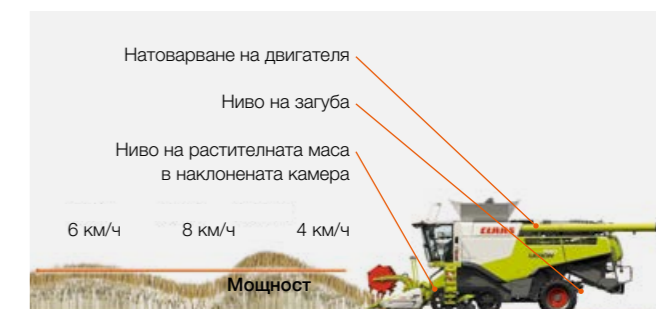 Натоварване на двигателя
Ниво на загуба
Ниво на растителната маса
в наклонената камера
6 км/ч 8 км/ч 4 км/ч
CLAAS
LEXION
Мощност